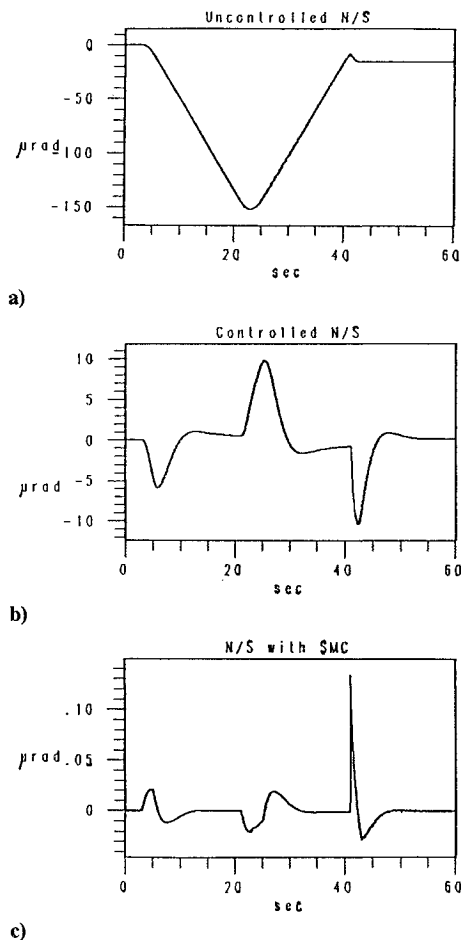 Uncontrolled N/S
0
-50
µrad
-100
-150
0 20 40 60
sec
a)
Controlled N/S
10
5
0
µrad -5
-10
0 20 40 60
sec
b)
N/S with $MC
.10
µrad .05
0
0 20 40 60
sec
c)